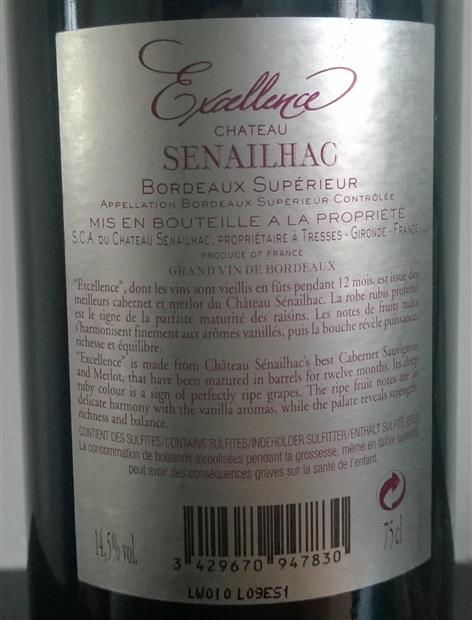 Excellence
CHATEAU
SENAILHAC
BORDEAUX SUPÉRIEUR
APPELLATION BORDEAUX SUPÉRIEUR CONTRÔLÉE
MIS EN BOUTEILLE A LA PROPRIÉTÉ
S.C.A. DU CHATEAU SÉNAILHAC, PROPRIÉTAIRE À TRESSES - GIRONDE - FRANCE
PRODUCE OF FRANCE
GRAND VIN DE BORDEAUX
"Excellence", dont les vins sont vieillis en fûts pendant 12 mois, est issue des
meilleurs cabernet et merlot du Château Sénailhac. La robe rubis profond
est le signe de la parfaite maturité des raisins. Les notes de fruits mûrs
s'harmonisent finement aux arômes vanillés, puis la bouche révèle puissance,
richesse et équilibre.
"Excellence" is made from Château Sénailhac's best Cabernet Sauvignon
and Merlot, that have been matured in barrels for twelve months. Its deep
ruby colour is a sign of perfectly ripe grapes. The ripe fruit notes are in
delicate harmony with the vanilla aromas, while the palate reveals strength,
richness and balance.
CONTIENT DES SULFITES/CONTAINS SULFITES/INDEHOLDER SULFITTER/ENTHÄLT SULFITE
La consommation de boissons alcoolisées pendant la grossesse, même en faible quantité,
peut avoir des conséquences graves sur la santé de l'enfant.
14,5% vol.
75 cl
3 429670 947830
LW010 L09ES1